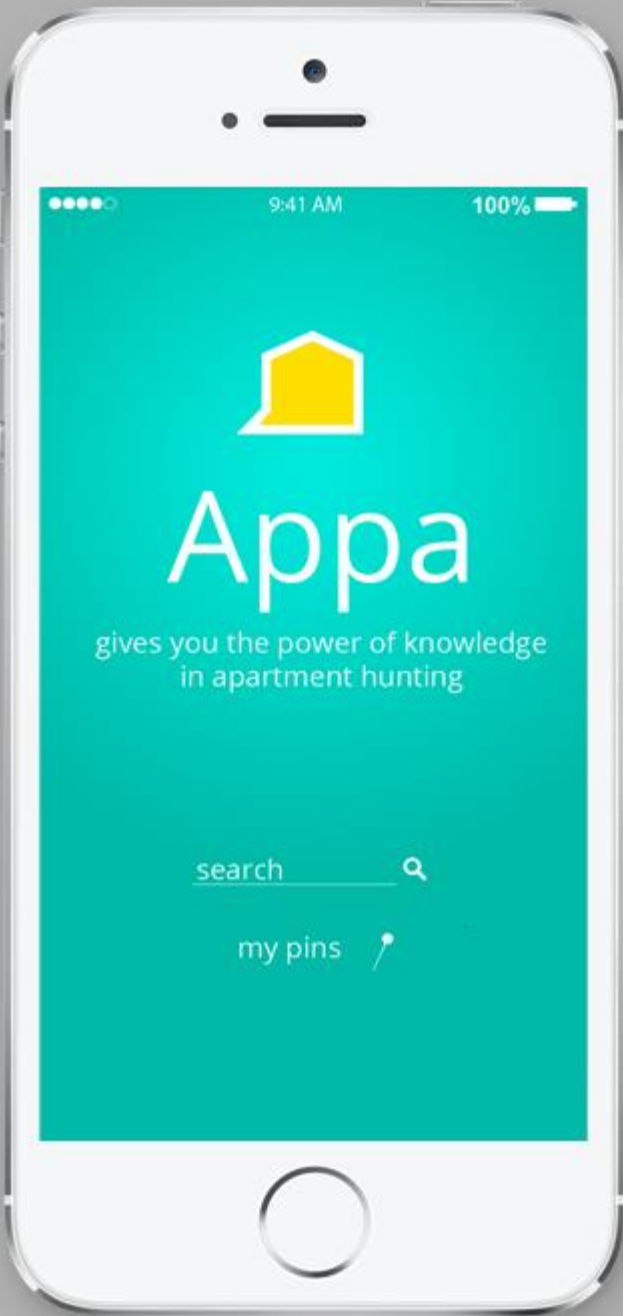 9:41 AM 100%
Appa
gives you the power of knowledge
in apartment hunting
search
my pins